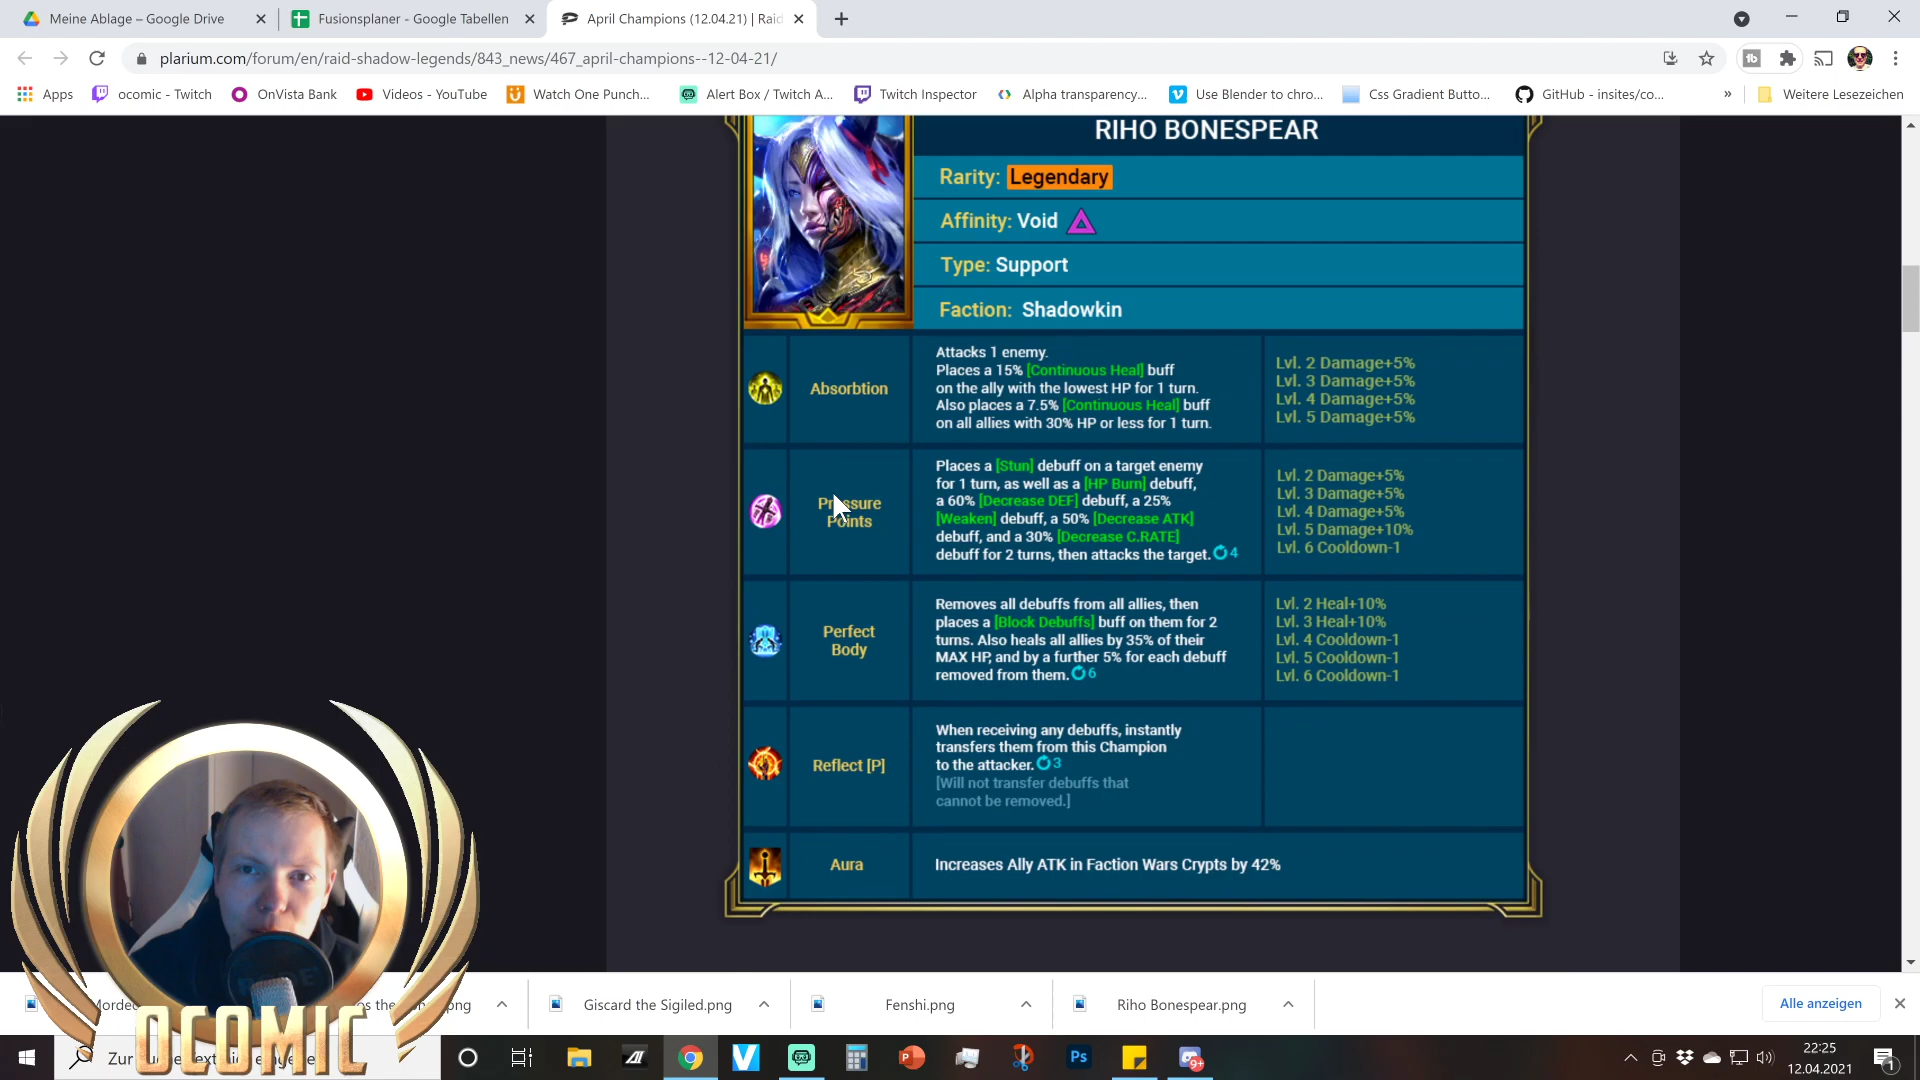 Meine Ablage – Google Drive
Fusionsplaner - Google Tabellen
April Champions (12.04.21) | Raid
plarium.com/forum/en/raid-shadow-legends/843_news/467_april-champions--12-04-21/
Apps
ocomic - Twitch
OnVista Bank
Videos - YouTube
Watch One Punch...
Alert Box / Twitch A...
Twitch Inspector
Alpha transparency...
Use Blender to chro...
Css Gradient Butto...
GitHub - insites/co...
»
Weitere Lesezeichen
RIHO BONESPEAR
Rarity: Legendary
Affinity: Void
Type: Support
Faction: Shadowkin
Absorbtion
Attacks 1 enemy.
Places a 15% [Continuous Heal] buff
on the ally with the lowest HP for 1 turn.
Also places a 7.5% [Continuous Heal] buff
on all allies with 30% HP or less for 1 turn.
Lvl. 2 Damage+5%
Lvl. 3 Damage+5%
Lvl. 4 Damage+5%
Lvl. 5 Damage+5%
Pressure
Points
Places a [Stun] debuff on a target enemy
for 1 turn, as well as a [HP Burn] debuff,
a 60% [Decrease DEF] debuff, a 25%
[Weaken] debuff, a 50% [Decrease ATK]
debuff, and a 30% [Decrease C.RATE]
debuff for 2 turns, then attacks the target. 4
Lvl. 2 Damage+5%
Lvl. 3 Damage+5%
Lvl. 4 Damage+5%
Lvl. 5 Damage+10%
Lvl. 6 Cooldown-1
Perfect
Body
Removes all debuffs from all allies, then
places a [Block Debuffs] buff on them for 2
turns. Also heals all allies by 35% of their
MAX HP, and by a further 5% for each debuff
removed from them. 6
Lvl. 2 Heal+10%
Lvl. 3 Heal+10%
Lvl. 4 Cooldown-1
Lvl. 5 Cooldown-1
Lvl. 6 Cooldown-1
Reflect [P]
When receiving any debuffs, instantly
transfers them from this Champion
to the attacker. 3
[Will not transfer debuffs that
cannot be removed.]
Aura
Increases Ally ATK in Faction Wars Crypts by 42%
Giscard the Sigiled.png
Fenshi.png
Riho Bonespear.png
Alle anzeigen
OCOMIC
Zur
22:25
12.04.2021